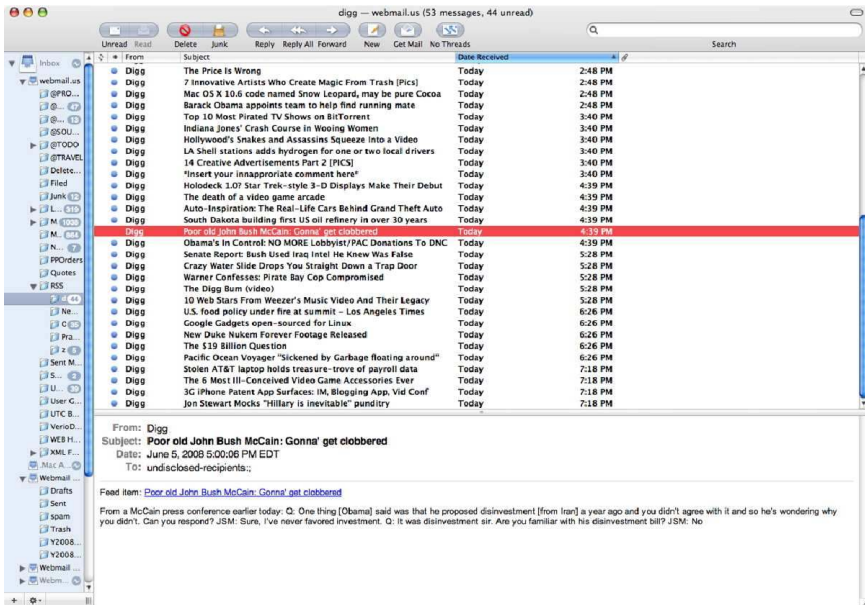 digg — webmail.us (53 messages, 44 unread)
Unread Read Delete Junk Reply Reply All Forward New Get Mail No Threads Search
From Subject Date Received
Digg The Price Is Wrong Today 2:48 PM
Digg 7 Innovative Artists Who Create Magic From Trash [Pics] Today 2:48 PM
Digg Mac OS X 10.6 code named Snow Leopard, may be pure Cocoa Today 2:48 PM
Digg Barack Obama appoints team to help find running mate Today 2:48 PM
Digg Top 10 Most Pirated TV Shows on BitTorrent Today 3:40 PM
Digg Indiana Jones' Crash Course in Wooing Women Today 3:40 PM
Digg Hollywood's Snakes and Assassins Squeeze Into a Video Today 3:40 PM
Digg LA Shell stations adds hydrogen for one or two local drivers Today 3:40 PM
Digg 14 Creative Advertisements Part 2 [PICS] Today 3:40 PM
Digg *Insert your innapproriate comment here* Today 4:39 PM
Digg Holodeck 1.0? Star Trek-style 3-D Displays Make Their Debut Today 4:39 PM
Digg The death of a video game arcade Today 4:39 PM
Digg Auto-Inspiration: The Real-Life Cars Behind Grand Theft Auto Today 4:39 PM
Digg South Dakota building first US oil refinery in over 30 years Today 4:39 PM
Digg Poor old John Bush McCain: Gonna' get clobbered Today 4:39 PM
Digg Obama's In Control: NO MORE Lobbyist/PAC Donations To DNC Today 4:39 PM
Digg Senate Report: Bush Used Iraq Intel He Knew Was False Today 5:28 PM
Digg Crazy Water Slide Drops You Straight Down a Trap Door Today 5:28 PM
Digg Warner Confesses: Pirate Bay Cop Compromised Today 5:28 PM
Digg The Digg Bum (video) Today 5:28 PM
Digg 10 Web Stars From Weezer's Music Video And Their Legacy Today 5:28 PM
Digg U.S. food policy under fire at summit – Los Angeles Times Today 6:26 PM
Digg Google Gadgets open-sourced for Linux Today 6:26 PM
Digg New Duke Nukem Forever Footage Released Today 6:26 PM
Digg The $19 Billion Question Today 6:26 PM
Digg Pacific Ocean Voyager "Sickened by Garbage floating around" Today 6:26 PM
Digg Stolen AT&T laptop holds treasure-trove of payroll data Today 7:18 PM
Digg The 6 Most Ill-Conceived Video Game Accessories Ever Today 7:18 PM
Digg 3G iPhone Patent App Surfaces: IM, Blogging App, Vid Conf Today 7:18 PM
Digg Jon Stewart Mocks "Hillary is inevitable" punditry Today 7:18 PM
Inbox
webmail.us
@PRO...
@...
@...
@SOU...
@TODO
@TRAVEL
Delete...
Filed
Junk
L...
M
M...
N...
PPOrders
Quotes
RSS
44
Ne...
Pra...
Sent M...
S...
U...
User G...
UTC B...
VerioD...
WEB H...
XML F...
.Mac A...
Webmail ...
Drafts
Sent
spam
Trash
Y2008...
Y2008...
Webmail ...
Webm...
From: Digg
Subject: Poor old John Bush McCain: Gonna' get clobbered
Date: June 5, 2008 5:00:06 PM EDT
To: undisclosed-recipients:;
Feed item: Poor old John Bush McCain: Gonna' get clobbered
From a McCain press conference earlier today: Q: One thing [Obama] said was that he proposed disinvestment [from Iran] a year ago and you didn't agree with it and so he's wondering why
you didn't. Can you respond? JSM: Sure, I've never favored investment. Q: It was disinvestment sir. Are you familiar with his disinvestment bill? JSM: No